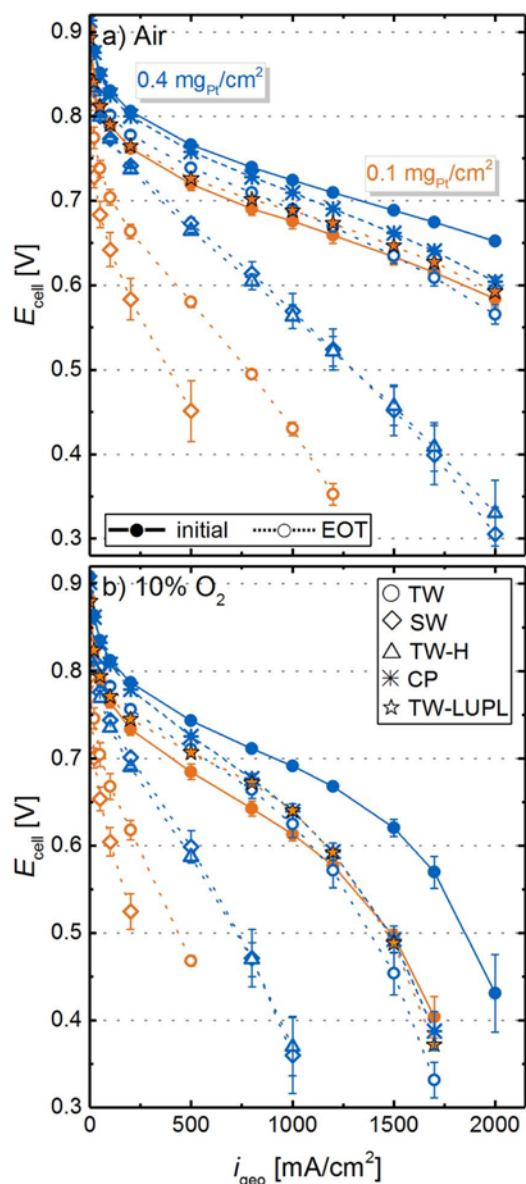 a) Air
0.4 mgPt/cm²
0.1 mgPt/cm²
Ecell [V]
0.9
0.8
0.7
0.6
0.5
0.4
0.3
initial
EOT
b) 10% O₂
TW
SW
TW-H
CP
TW-LUPL
Ecell [V]
0.9
0.8
0.7
0.6
0.5
0.4
0.3
0
500
1000
1500
2000
igeo [mA/cm²]